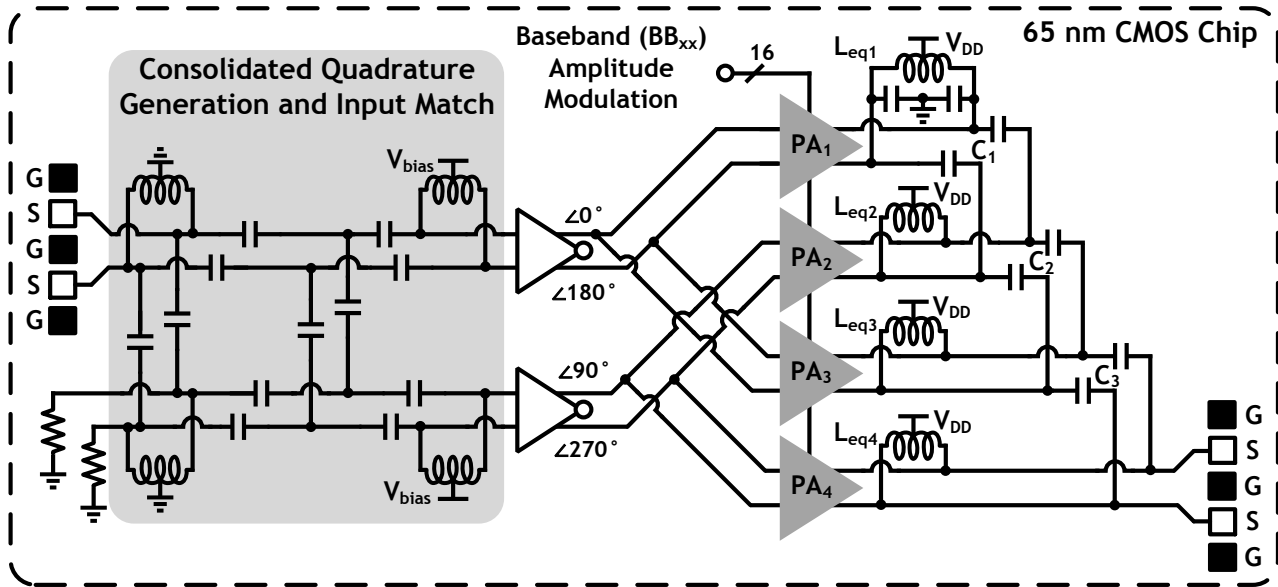 Baseband (BBxx)
Amplitude
Modulation
16
65 nm CMOS Chip
Consolidated Quadrature
Generation and Input Match
Leq1
VDD
PA1
C1
G
S
G
S
G
Vbias
∠0°
∠180°
Leq2
VDD
PA2
C2
Leq3
VDD
PA3
C3
∠90°
∠270°
Vbias
Leq4
VDD
PA4
G
S
G
S
G